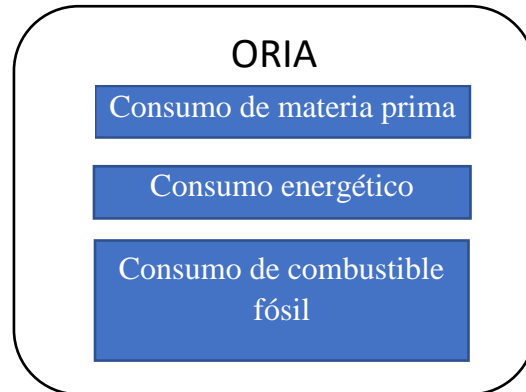 ORIA
Consumo de materia prima
Consumo energético
Consumo de combustible
fósil